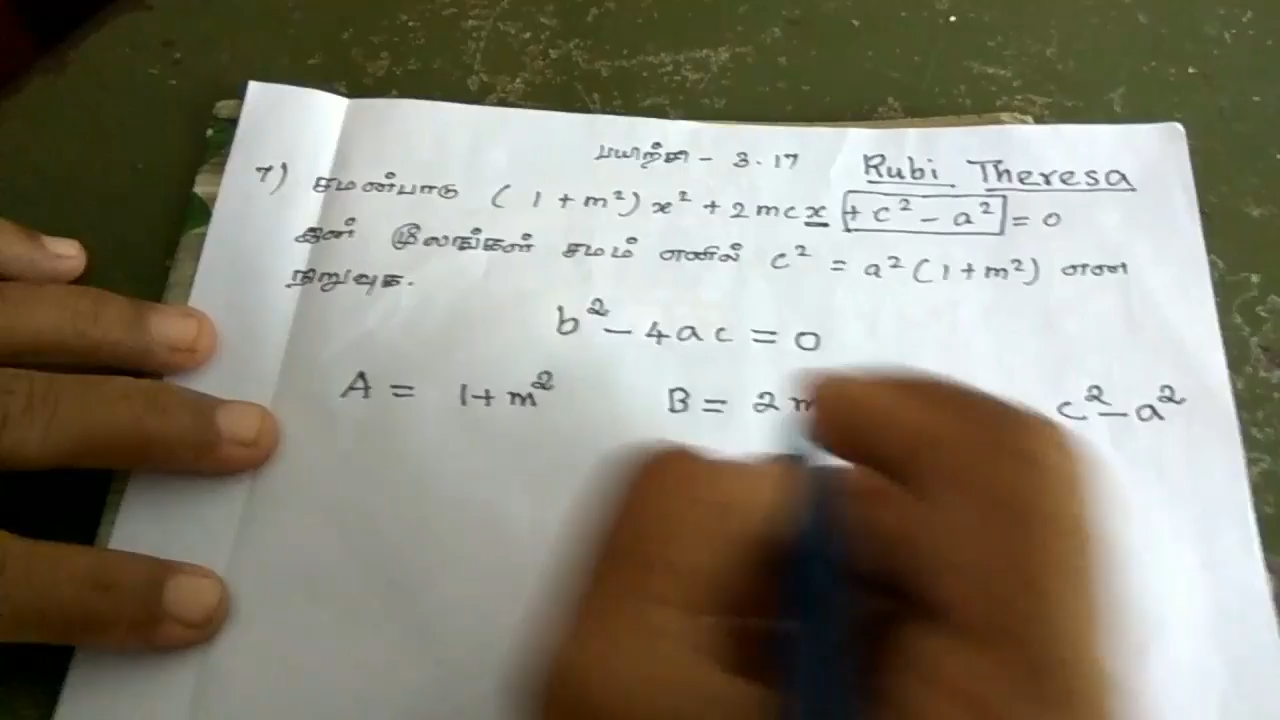 பயிற்சி - 3.17
Rubi Theresa
7) சமன்பாடு (1+m²)x² + 2mcx + c² - a² = 0
இன் மூலங்கள் சமம் எனில் c² = a²(1+m²) என
நிறுவுக.
b² - 4ac = 0
A = 1+m² B = 2m c² - a²